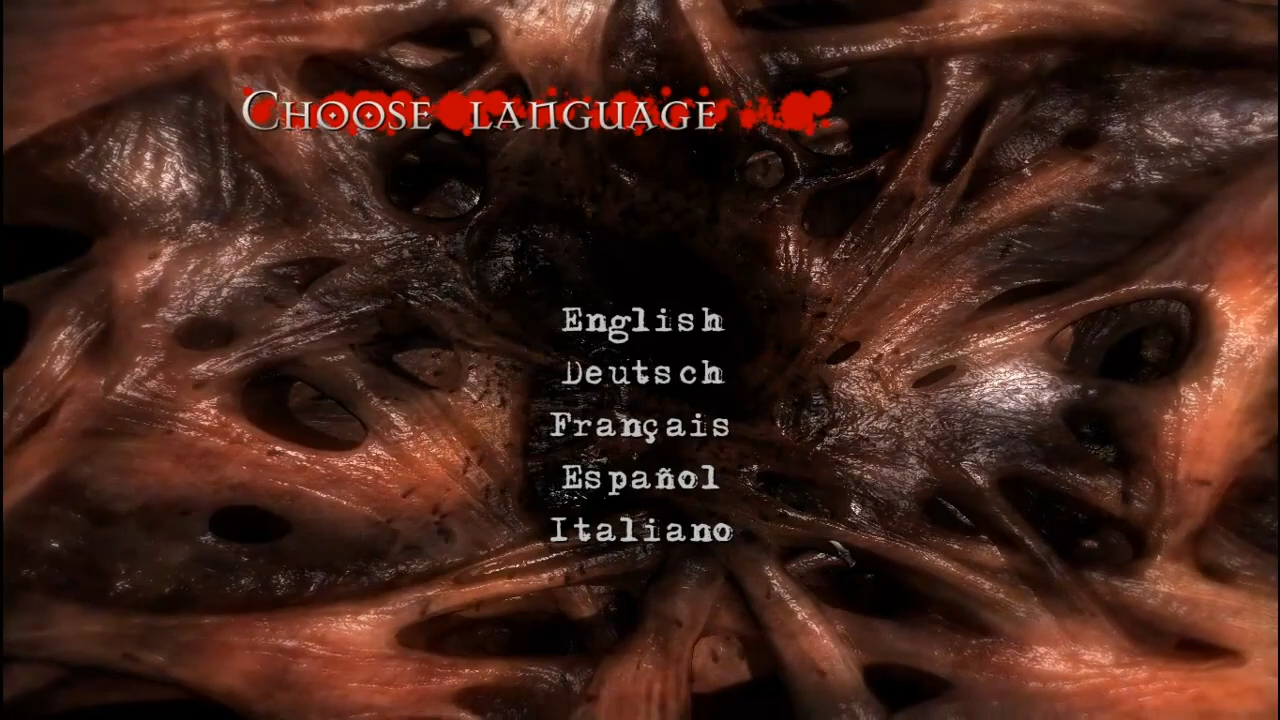 Choose language
English
Deutsch
Français
Español
Italiano